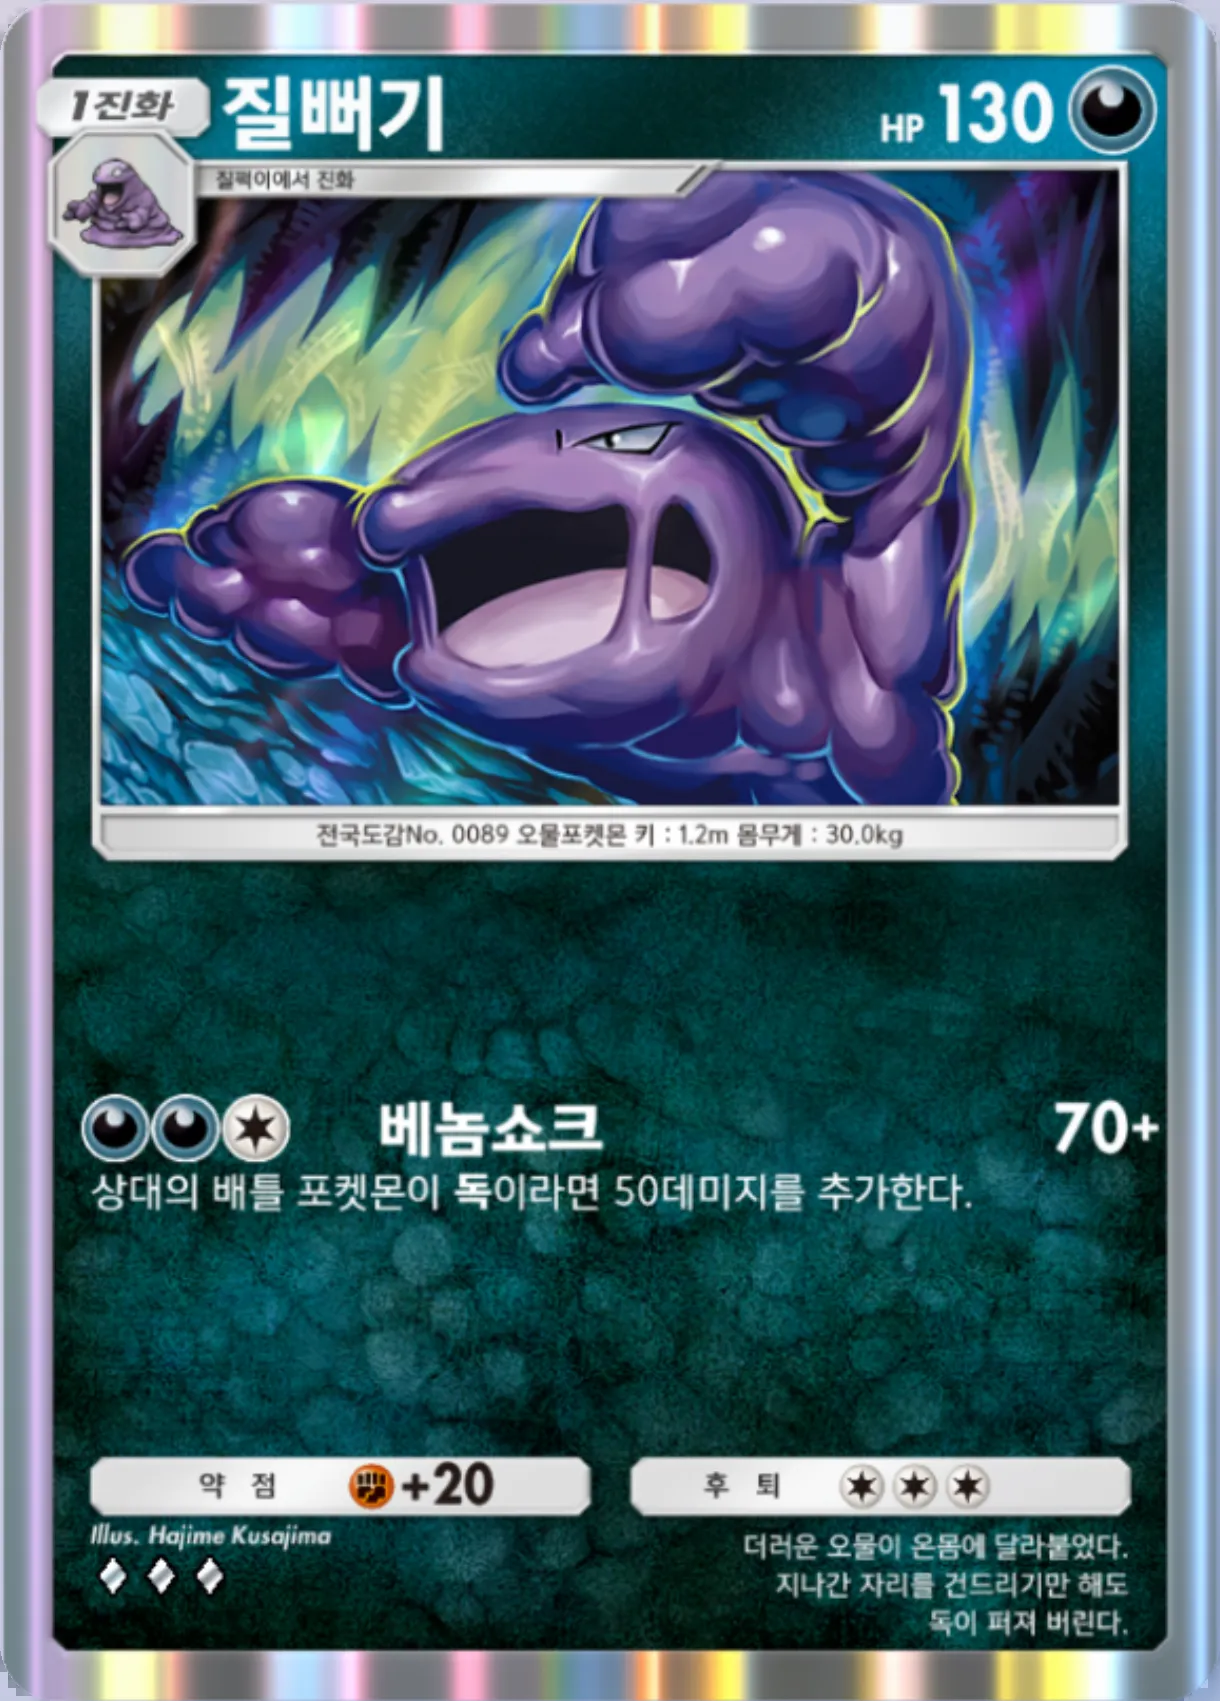 1진화
질뻐기
HP 130
질퍽이에서 진화
전국도감No. 0089 오물포켓몬 키 : 1.2m 몸무게 : 30.0kg
베놈쇼크 70+
상대의 배틀 포켓몬이 독이라면 50데미지를 추가한다.
약 점 +20
후 퇴
Illus. Hajime Kusajima
더러운 오물이 온몸에 달라붙었다.
지나간 자리를 건드리기만 해도
독이 퍼져 버린다.